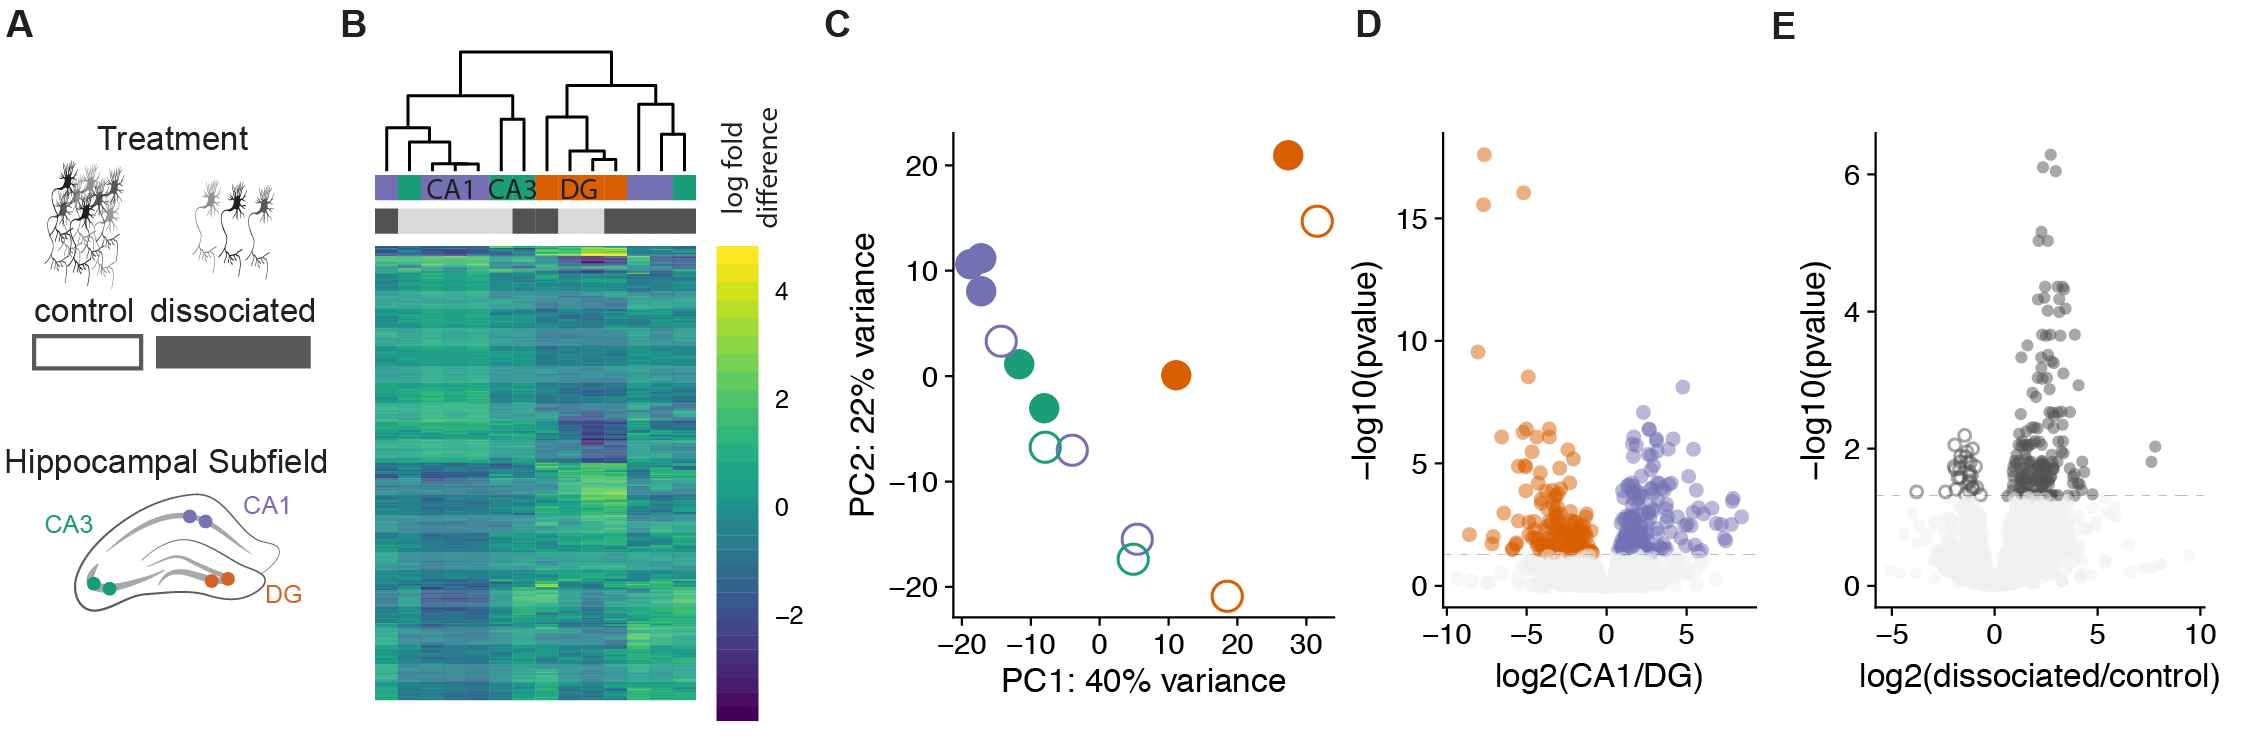 A
Treatment
control dissociated
Hippocampal Subfield
CA3
CA1
DG
B
CA1 CA3 DG
log fold
difference
4
2
0
−2
C
PC2: 22% variance
20
10
0
−10
−20
−20 −10 0 10 20 30
PC1: 40% variance
D
−log10(pvalue)
15
10
5
0
−10 −5 0 5
log2(CA1/DG)
E
−log10(pvalue)
6
4
2
0
−5 0 5 10
log2(dissociated/control)